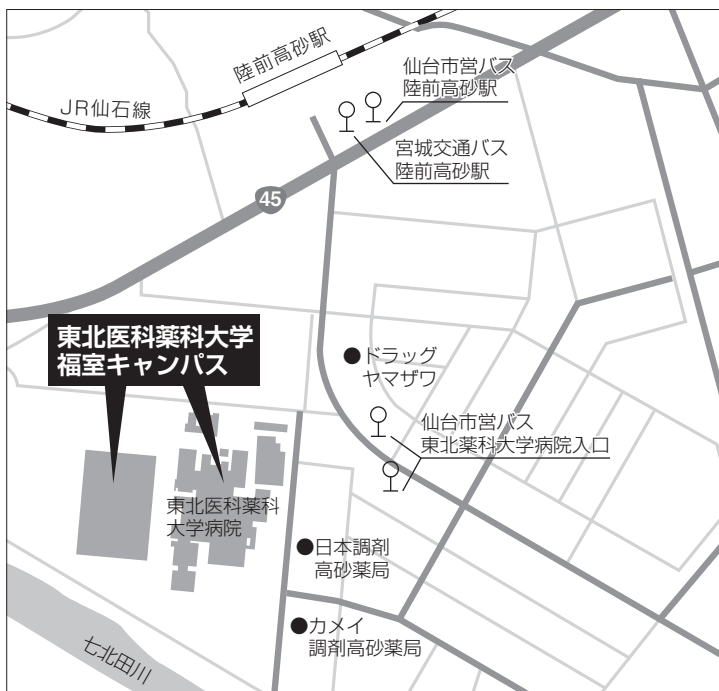 陸前高砂駅
JR仙石線
仙台市営バス
陸前高砂駅
宮城交通バス
陸前高砂駅
45
東北医科薬科大学
福室キャンパス
ドラッグ
ヤマザワ
仙台市営バス
東北薬科大学病院入口
東北医科薬科
大学病院
日本調剤
高砂薬局
カメイ
調剤高砂薬局
七北田川